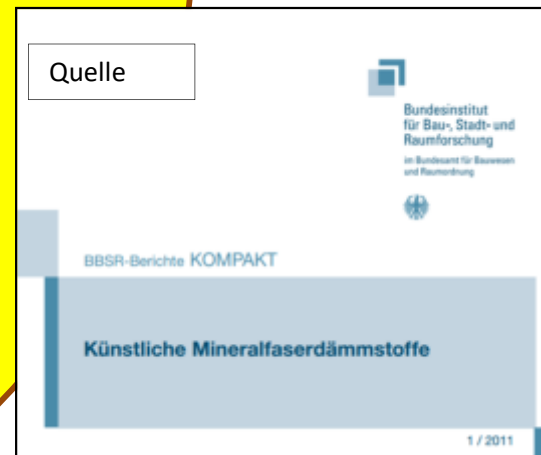 Quelle
Bundesinstitut
für Bau-, Stadt- und
Raumforschung
im Bundesamt für Bauwesen
und Raumordnung
BBSR-Berichte KOMPAKT
Künstliche Mineralfaserdämmstoffe
1 / 2011